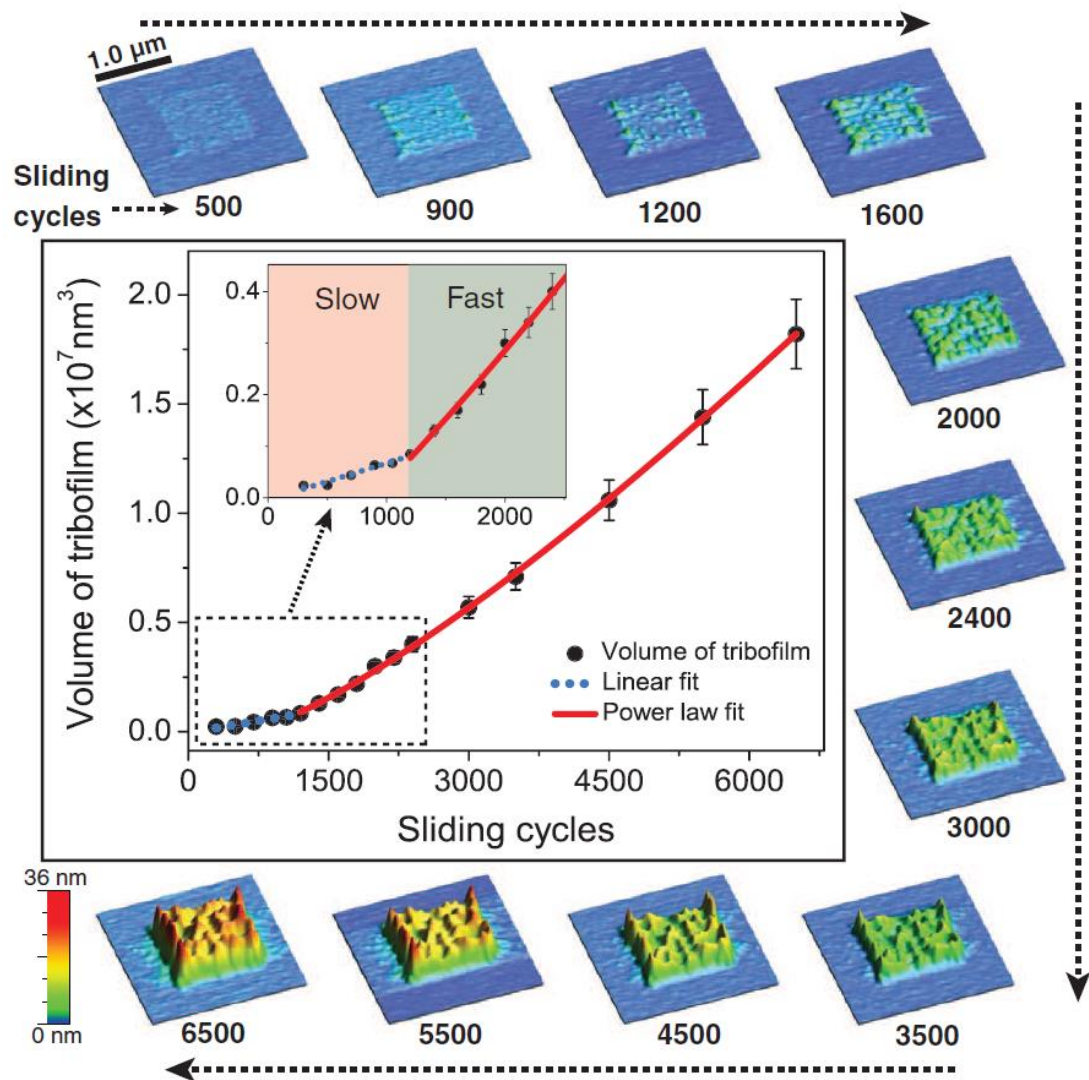 1.0 μm
Sliding
cycles
500
900
1200
1600
2000
2400
3000
3500
4500
5500
6500
36 nm
0 nm
Volume of tribofilm (x10⁷nm³)
2.0
1.5
1.0
0.5
0.0
0
1500
3000
4500
6000
Sliding cycles
Slow
Fast
0.4
0.2
0.0
0
1000
2000
Volume of tribofilm
Linear fit
Power law fit